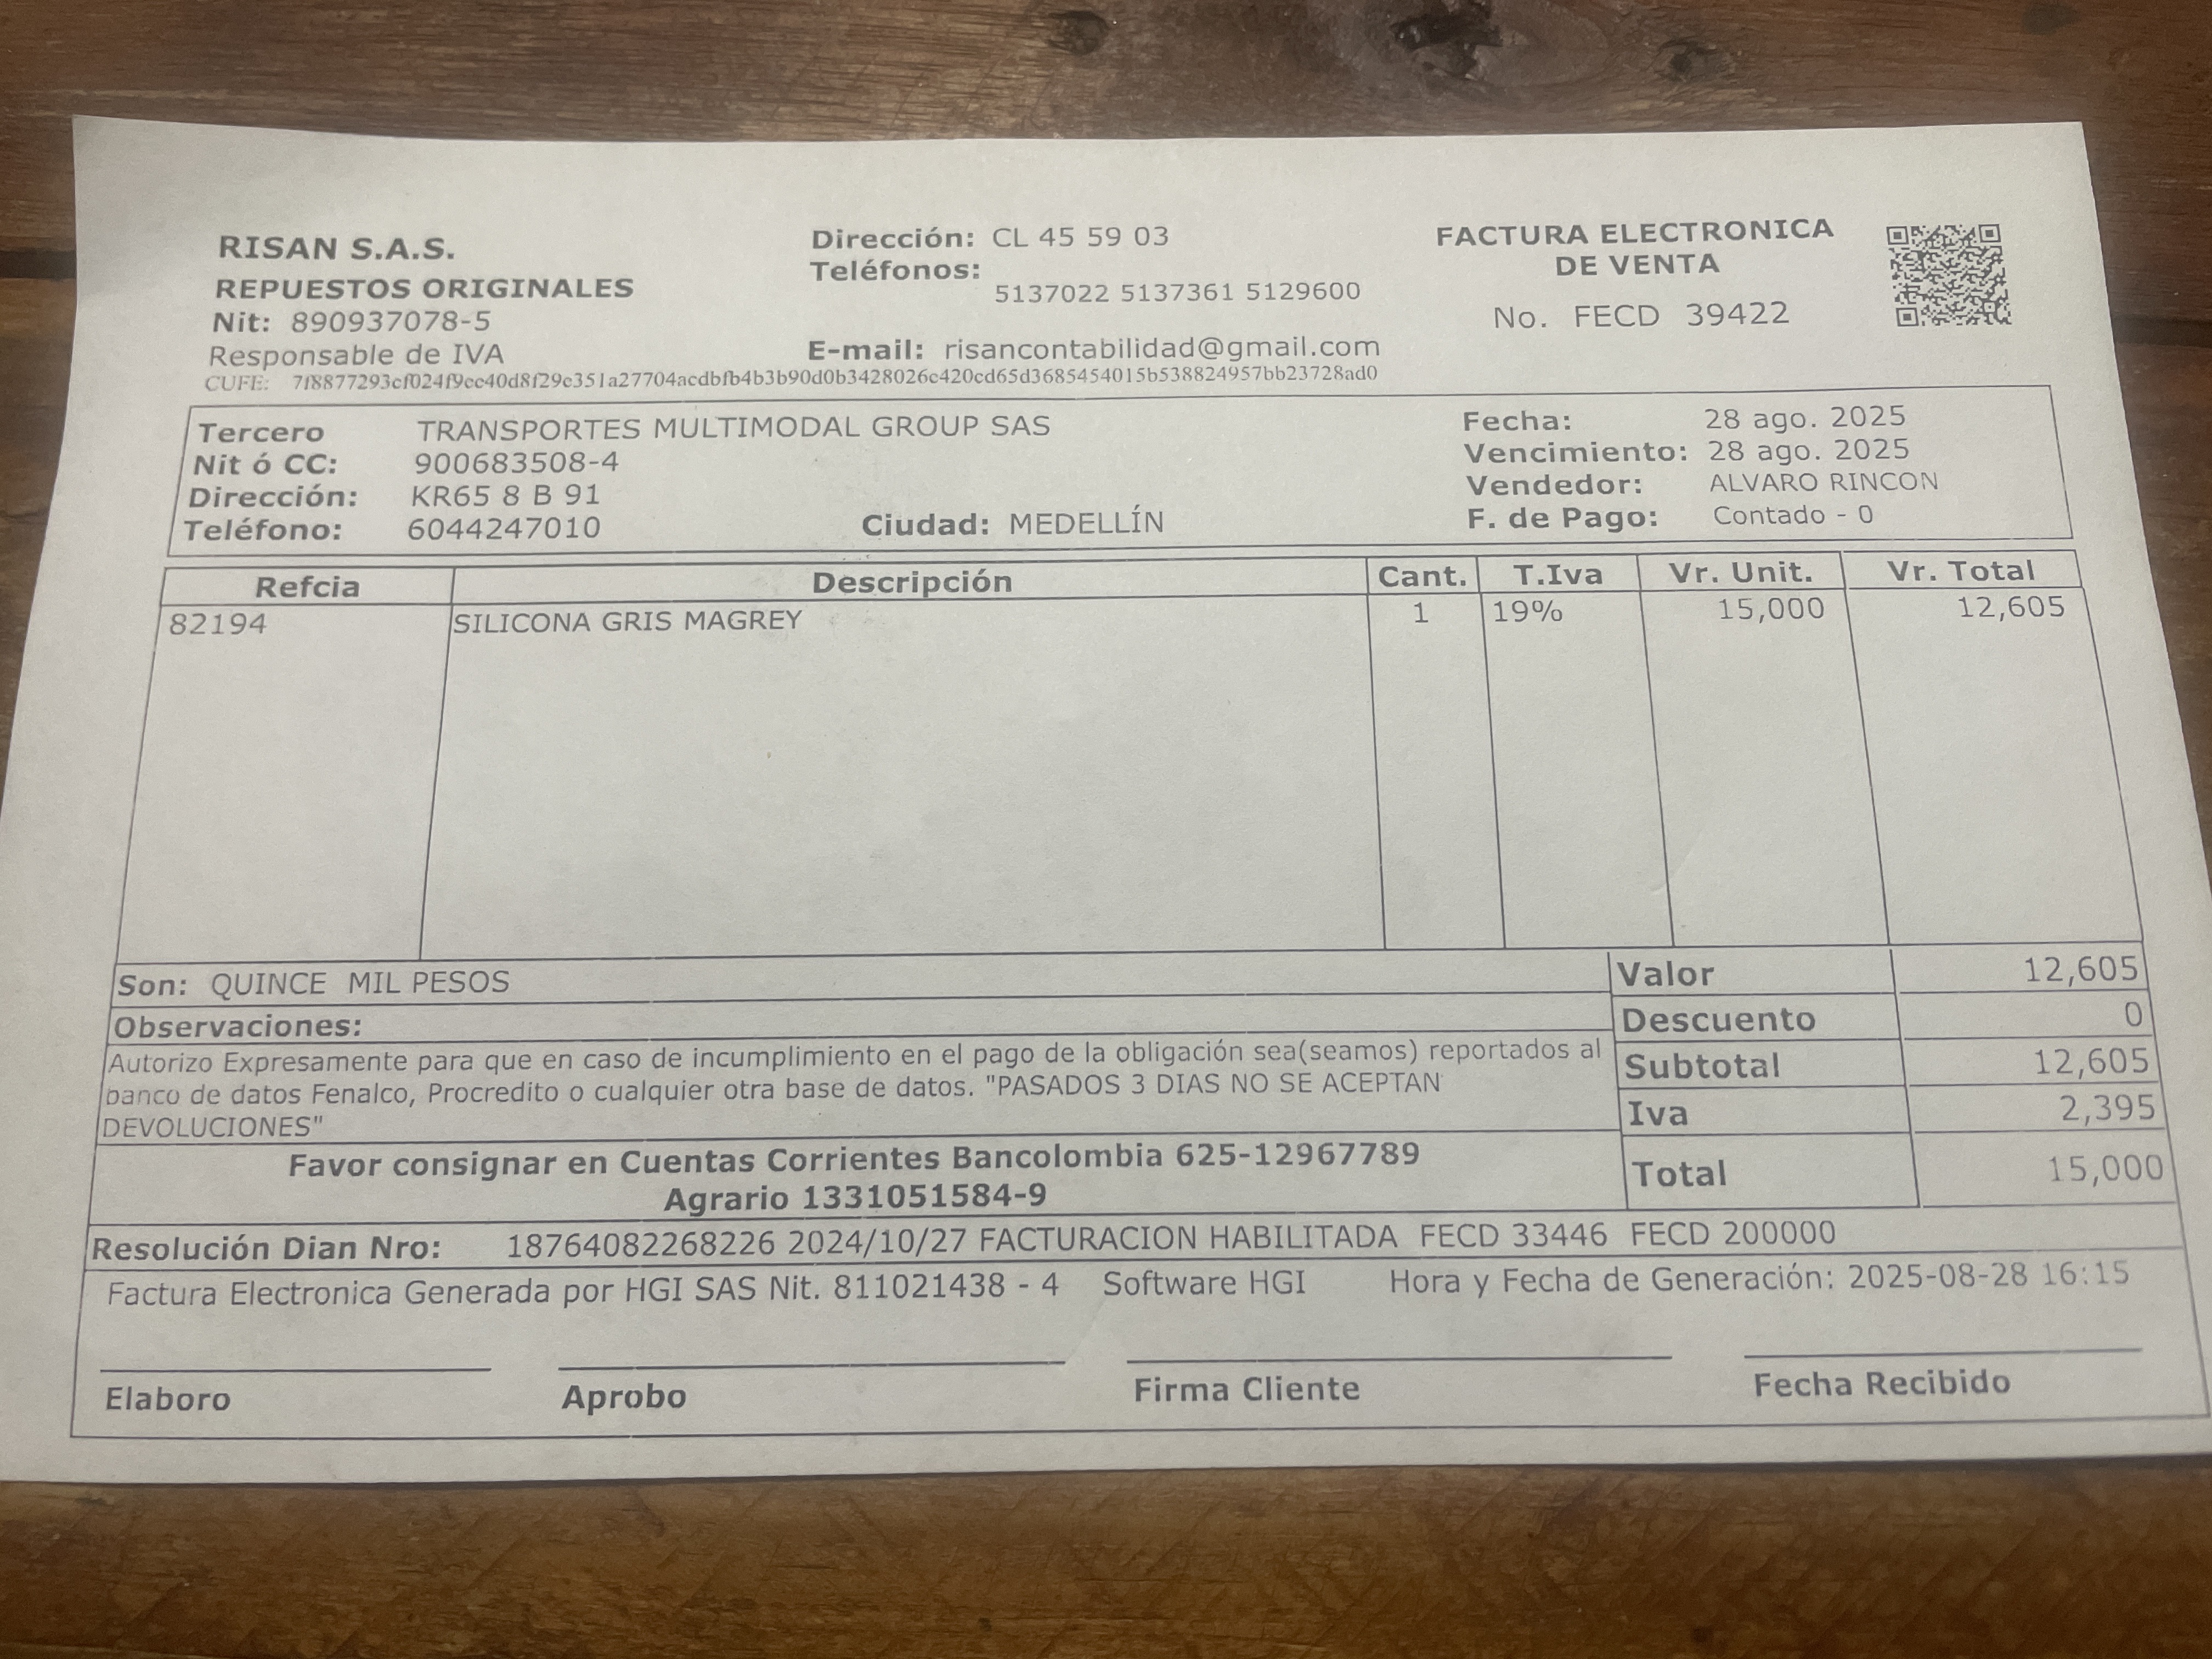 RISAN S.A.S.
REPUESTOS ORIGINALES
Nit: 890937078-5
Responsable de IVA
Dirección: CL 45 59 03
Teléfonos:
5137022 5137361 5129600
E-mail: risancontabilidad@gmail.com
FACTURA ELECTRONICA
DE VENTA
No. FECD 39422
CUFE:
Tercero TRANSPORTES MULTIMODAL GROUP SAS
Nit ó CC: 900683508-4
Dirección: KR65 8 B 91
Teléfono: 6044247010 Ciudad: MEDELLÍN
Fecha: 28 ago. 2025
Vencimiento: 28 ago. 2025
Vendedor: ALVARO RINCON
F. de Pago: Contado - 0
Refcia Descripción Cant. T.Iva Vr. Unit. Vr. Total
82194 SILICONA GRIS MAGREY 1 19% 15,000 12,605
Son: QUINCE MIL PESOS
Observaciones:
Autorizo Expresamente para que en caso de incumplimiento en el pago de la obligación sea(seamos) reportados al
banco de datos Fenalco, Procredito o cualquier otra base de datos. "PASADOS 3 DIAS NO SE ACEPTAN
DEVOLUCIONES"
Favor consignar en Cuentas Corrientes Bancolombia 625-12967789
Agrario 1331051584-9
Valor 12,605
Descuento 0
Subtotal 12,605
Iva 2,395
Total 15,000
Resolución Dian Nro: 18764082268226 2024/10/27 FACTURACION HABILITADA FECD 33446 FECD 200000
Factura Electronica Generada por HGI SAS Nit. 811021438 - 4 Software HGI Hora y Fecha de Generación: 2025-08-28 16:15
Elaboro Aprobo Firma Cliente Fecha Recibido